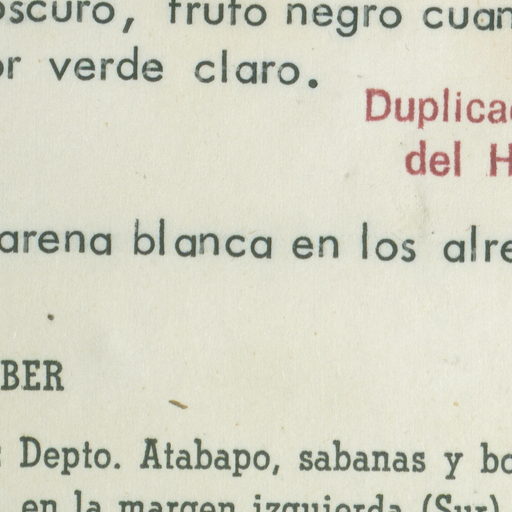 oscuro, fruto negro cuan
or verde claro.
Duplica
del H
arena blanca en los alre
BER
: Depto. Atabapo, sabanas y bo
en la margen izquierda (Sur)